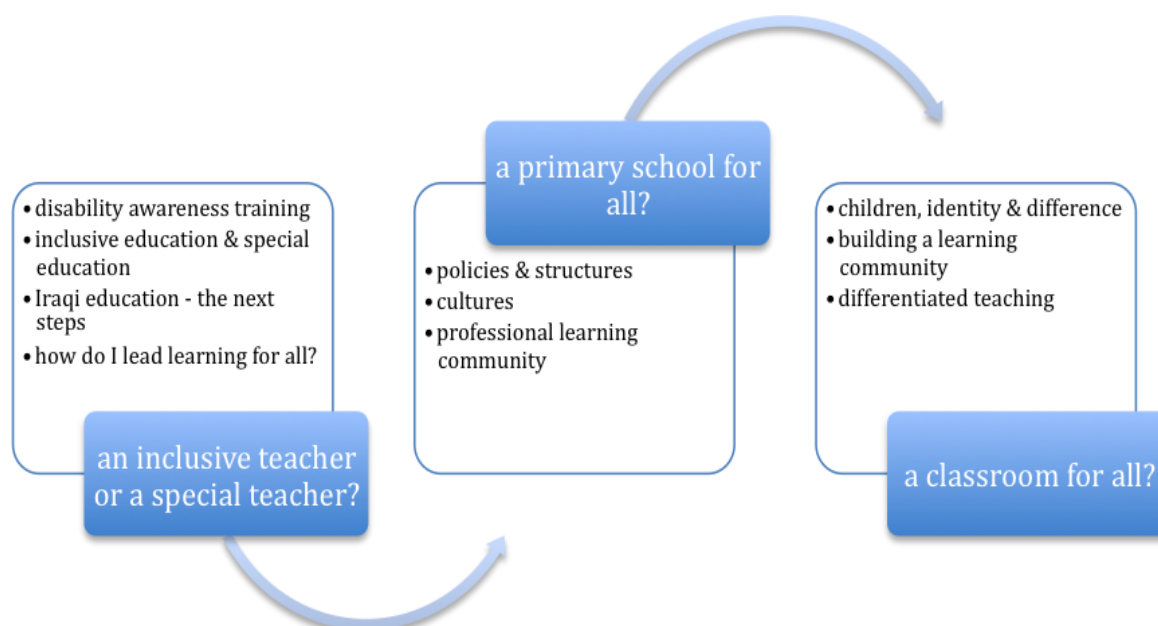 • disability awareness training
• inclusive education & special
education
• Iraqi education - the next
steps
• how do I lead learning for all?
an inclusive teacher
or a special teacher?
a primary school for
all?
• policies & structures
• cultures
• professional learning
community
• children, identity & difference
• building a learning
community
• differentiated teaching
a classroom for all?